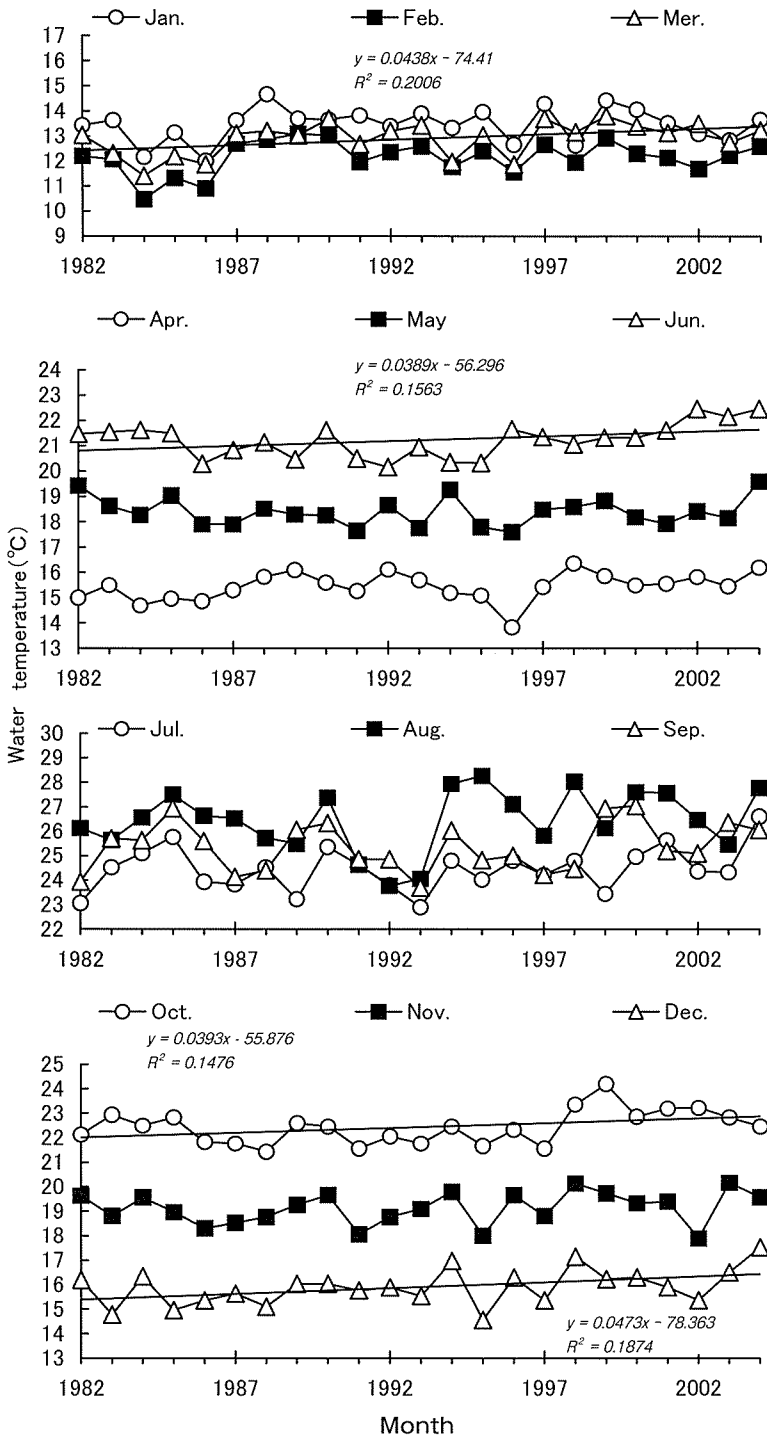 Jan. Feb. Mer.
y = 0.0438x − 74.41
R² = 0.2006
17
16
15
14
13
12
11
10
9
1982 1987 1992 1997 2002
Apr. May Jun.
y = 0.0389x − 56.296
R² = 0.1563
24
23
22
21
20
19
18
17
16
15
14
13
1982 1987 1992 1997 2002
Water temperature(°C)
Jul. Aug. Sep.
30
29
28
27
26
25
24
23
22
1982 1987 1992 1997 2002
Oct. Nov. Dec.
y = 0.0393x - 55.876
R² = 0.1476
25
24
23
22
21
20
19
18
17
16
15
14
13
y = 0.0473x − 78.363
R² = 0.1874
1982 1987 1992 1997 2002
Month